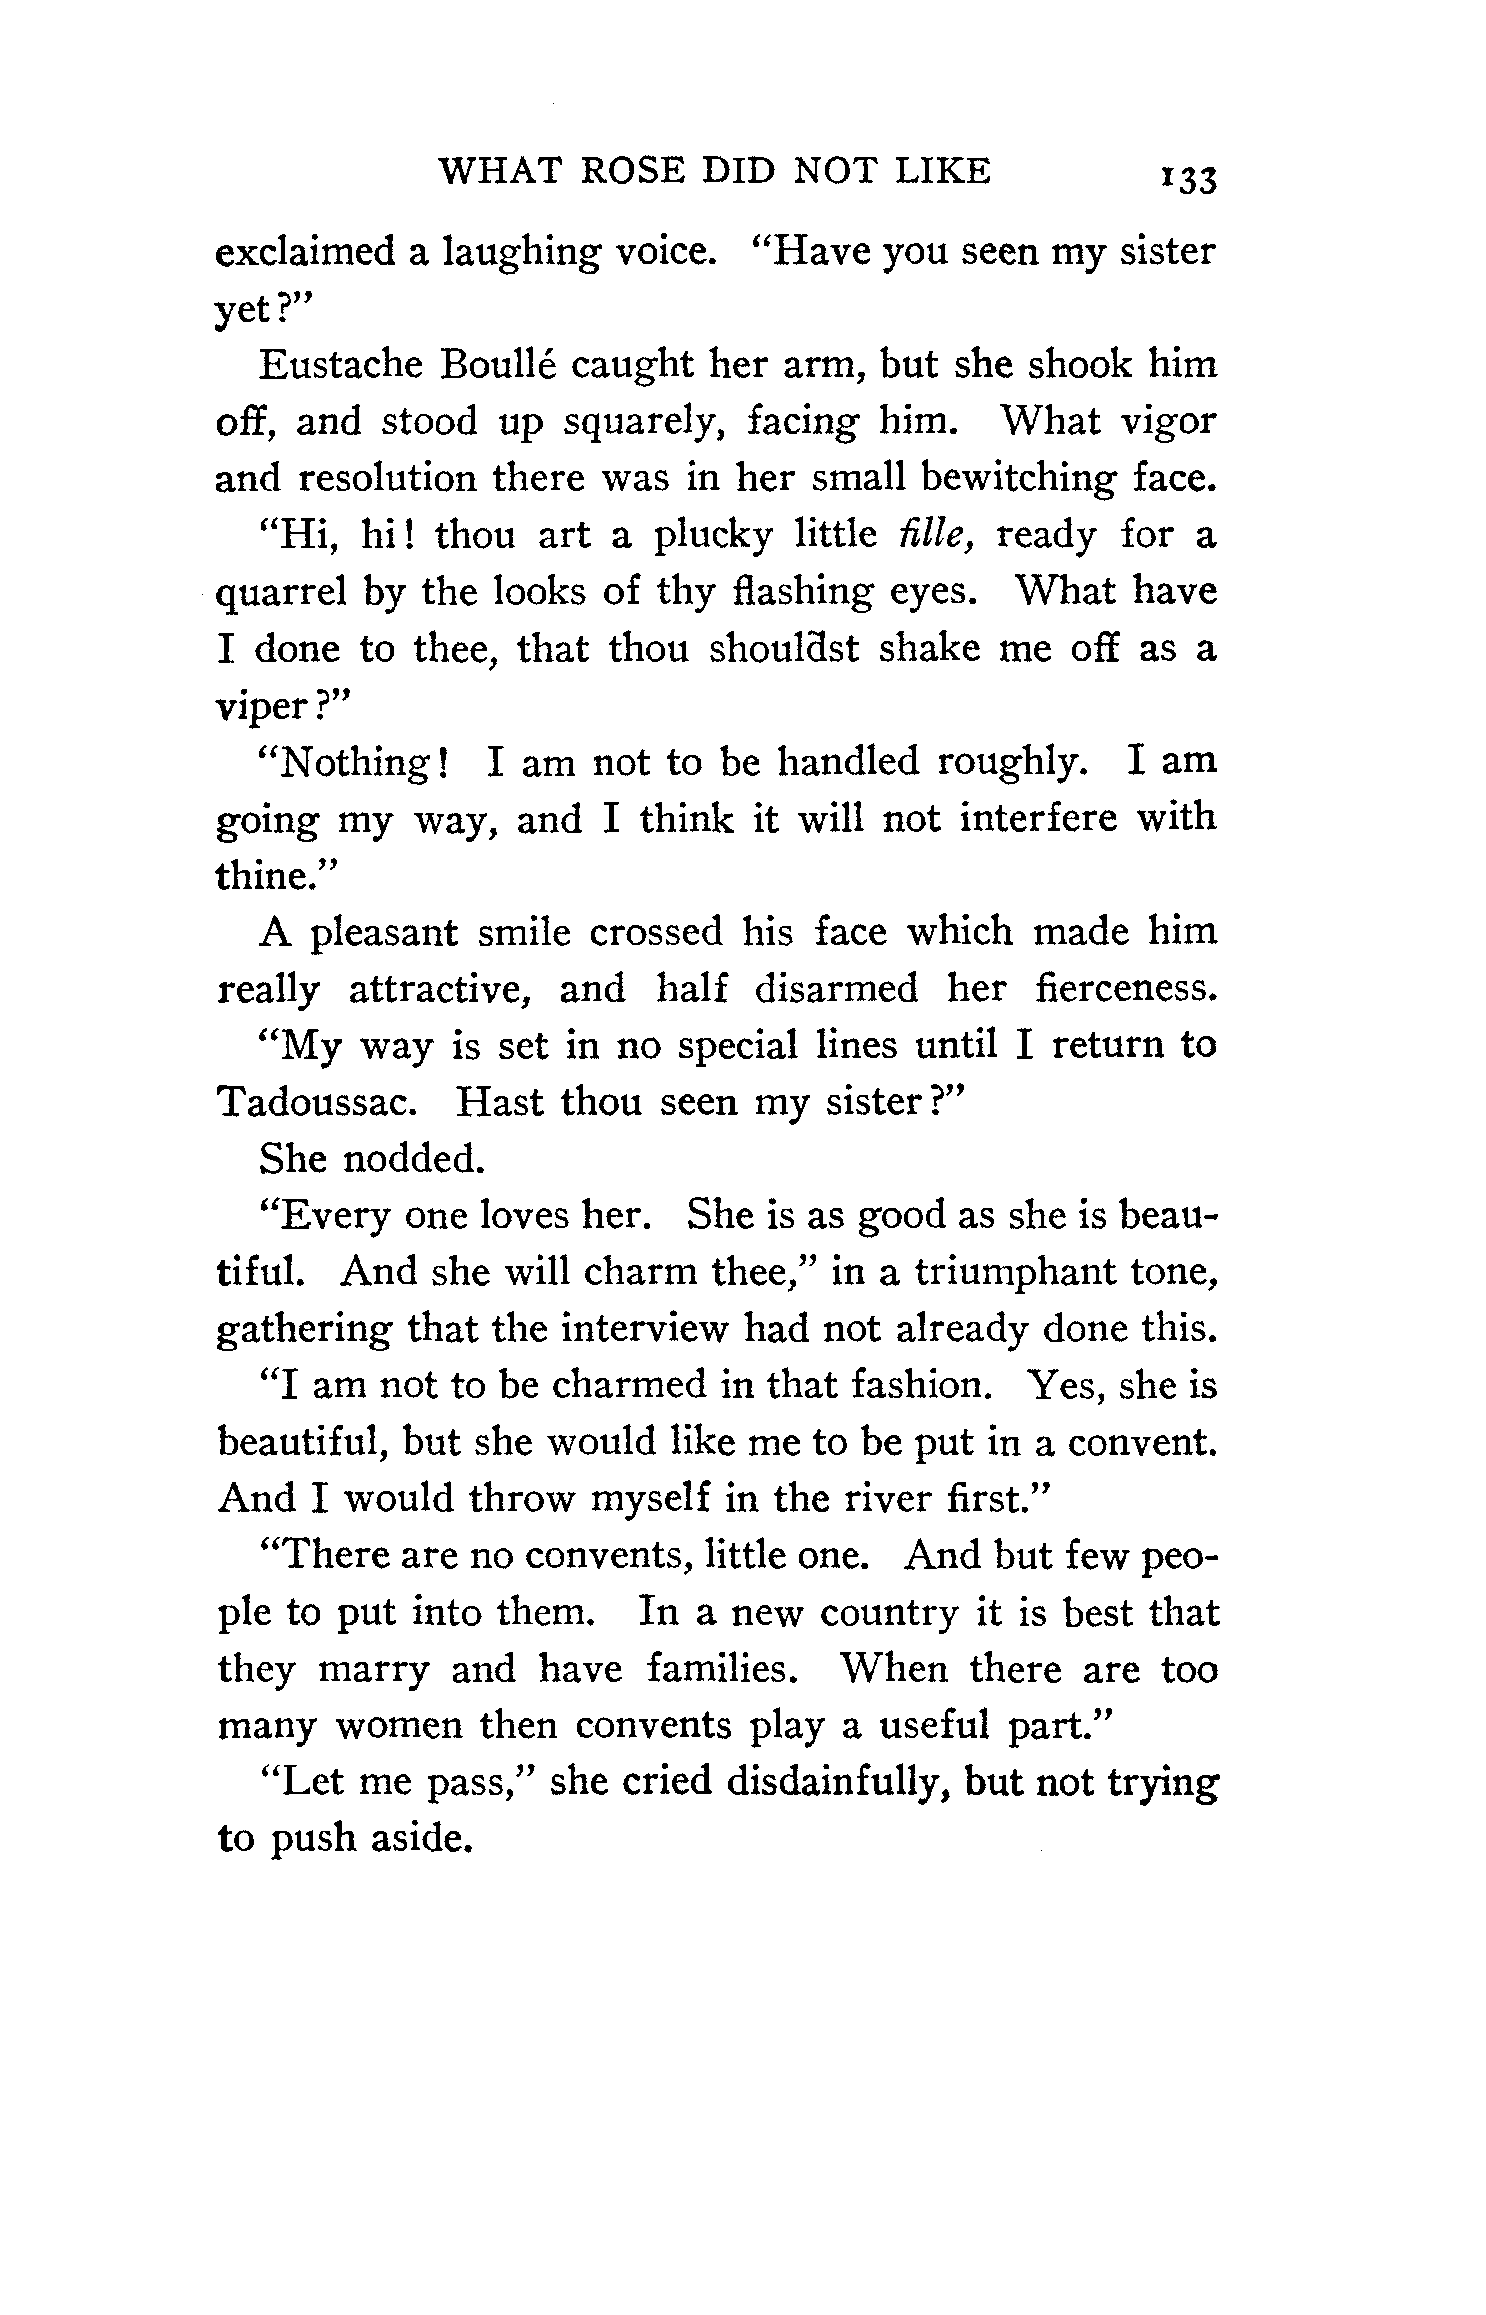 WHAT ROSE DID NOT LIKE 133
exclaimed a laughing voice. "Have you seen my sister
yet?"
Eustache Boullé caught her arm, but she shook him
off, and stood up squarely, facing him. What vigor
and resolution there was in her small bewitching face.
"Hi, hi! thou art a plucky little fille, ready for a
quarrel by the looks of thy flashing eyes. What have
I done to thee, that thou shouldst shake me off as a
viper?"
"Nothing! I am not to be handled roughly. I am
going my way, and I think it will not interfere with
thine."
A pleasant smile crossed his face which made him
really attractive, and half disarmed her fierceness.
"My way is set in no special lines until I return to
Tadoussac. Hast thou seen my sister?"
She nodded.
"Every one loves her. She is as good as she is beau-
tiful. And she will charm thee," in a triumphant tone,
gathering that the interview had not already done this.
"I am not to be charmed in that fashion. Yes, she is
beautiful, but she would like me to be put in a convent.
And I would throw myself in the river first."
"There are no convents, little one. And but few peo-
ple to put into them. In a new country it is best that
they marry and have families. When there are too
many women then convents play a useful part."
"Let me pass," she cried disdainfully, but not trying
to push aside.